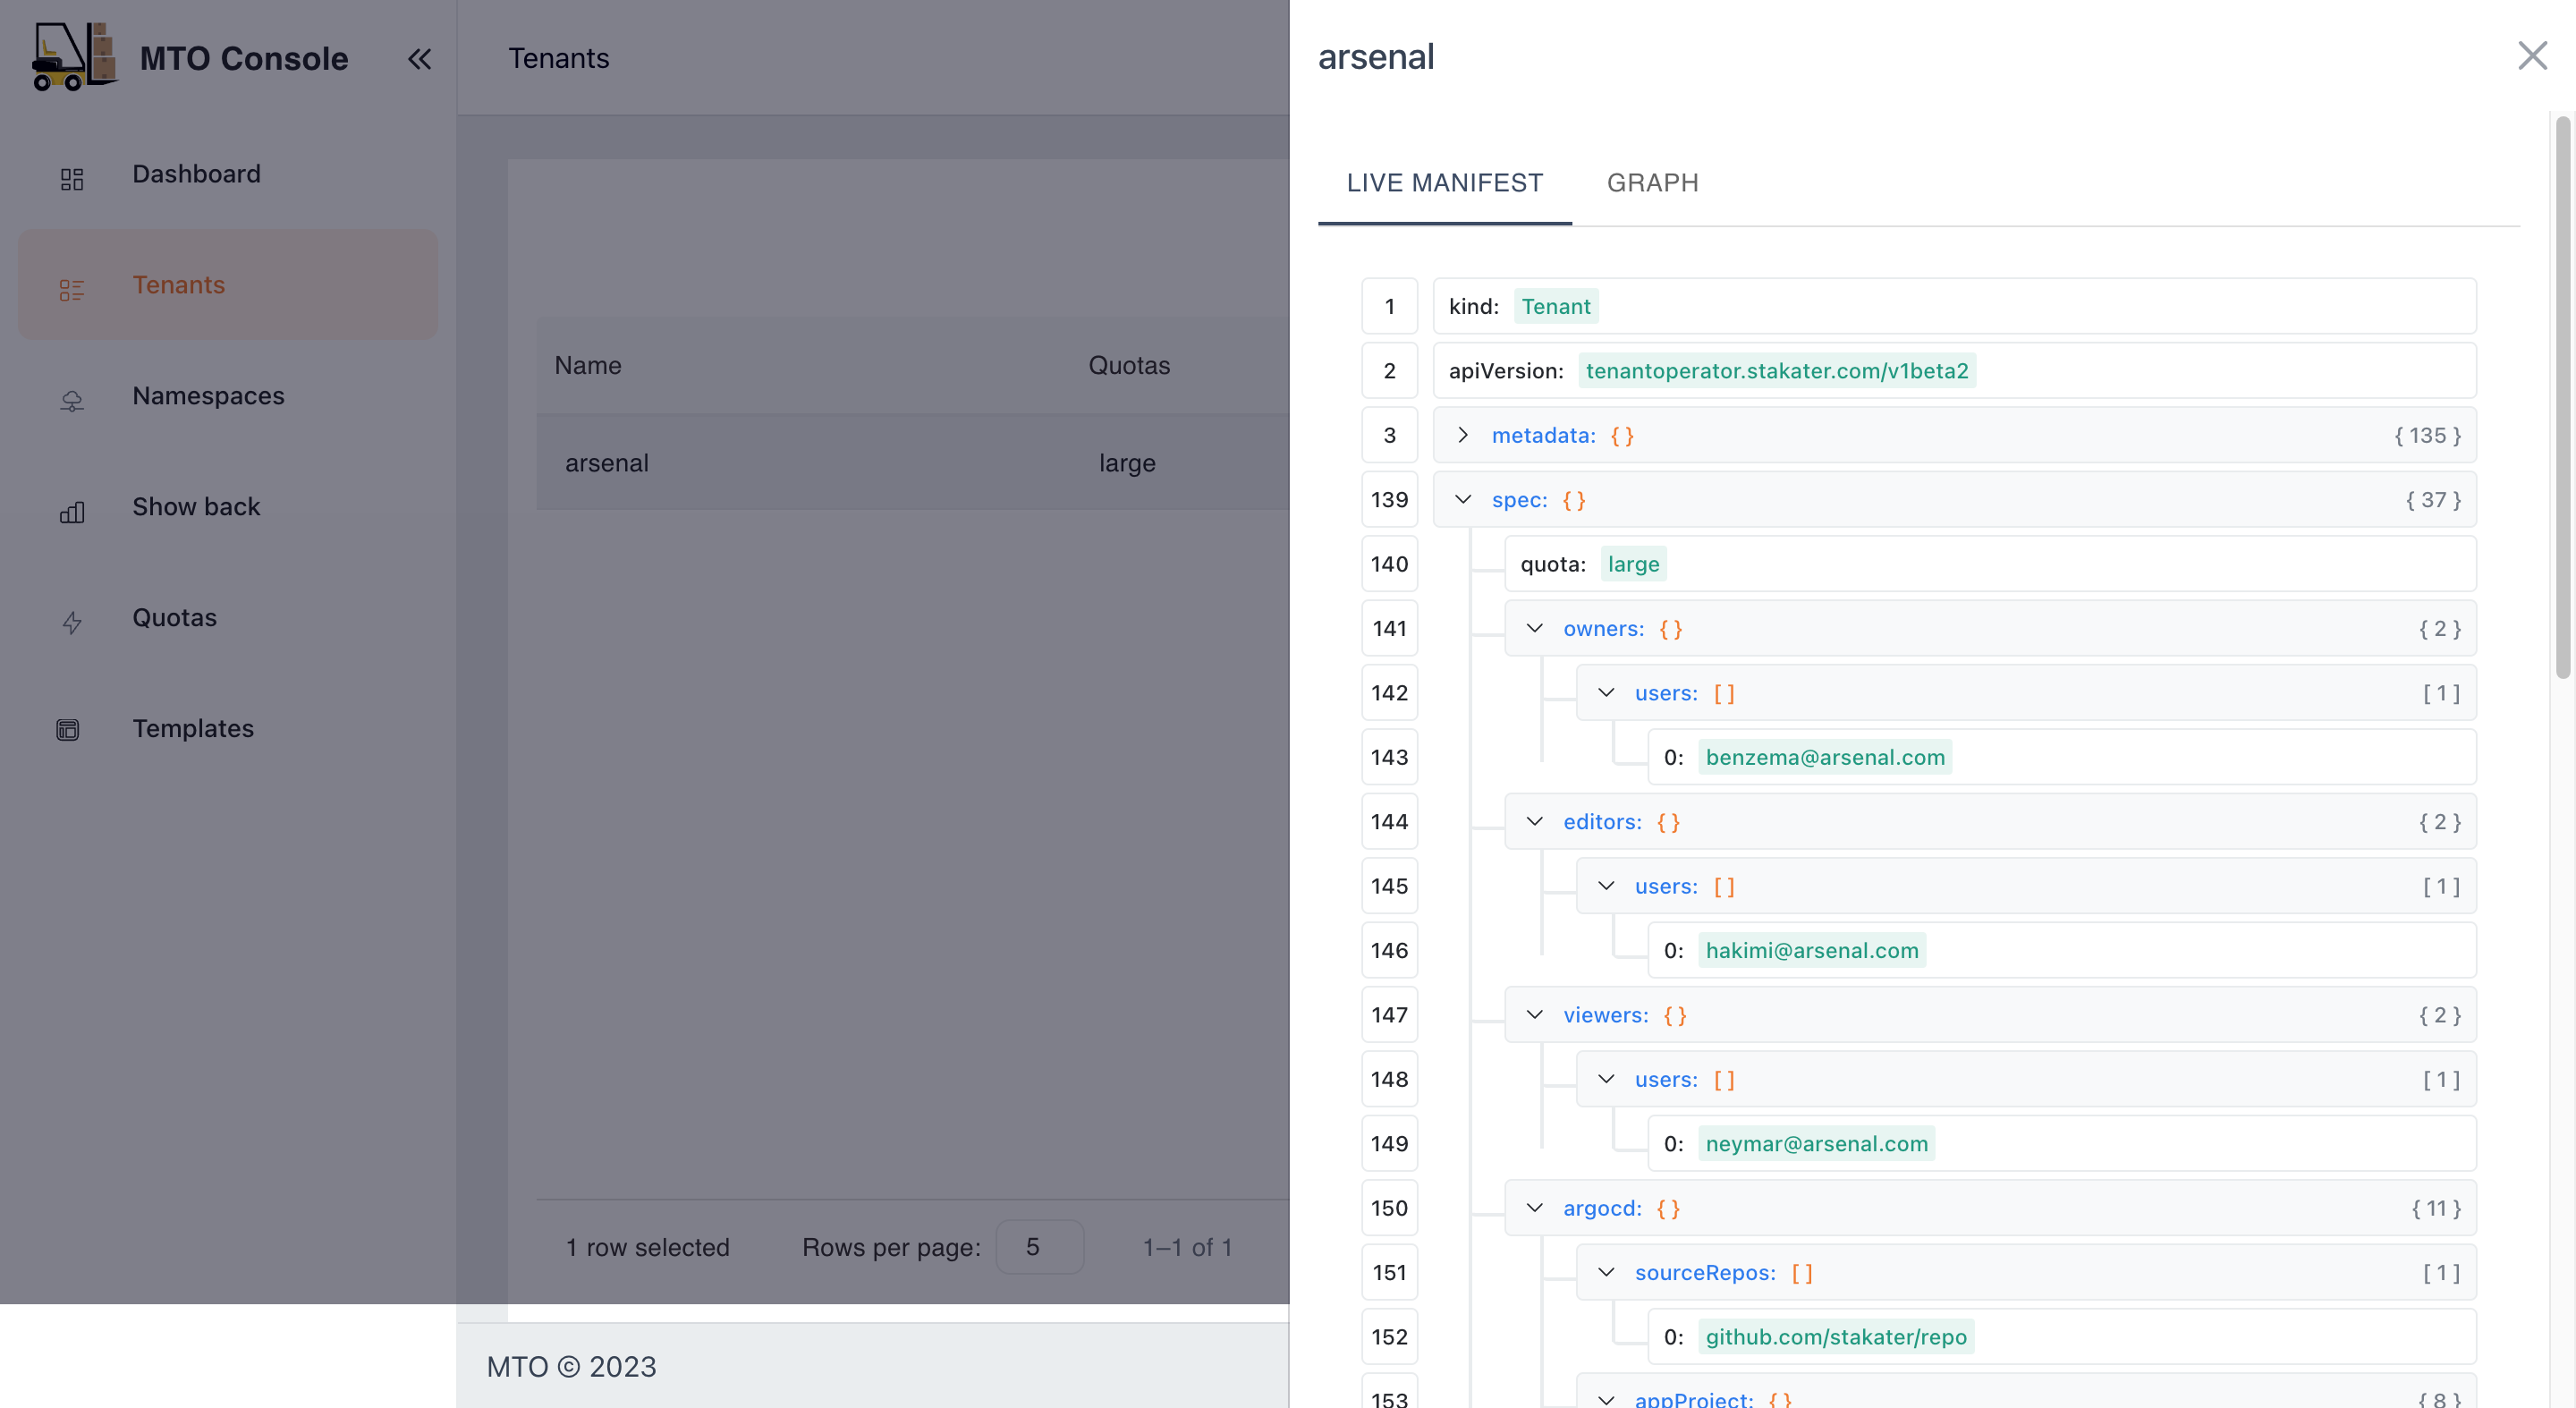 MTO Console
Dashboard
Tenants
Namespaces
Show back
Quotas
Templates
Tenants
Name Quotas
arsenal large
1 row selected Rows per page: 5 1–1 of 1
MTO © 2023
arsenal
LIVE MANIFEST GRAPH
1 kind: Tenant
2 apiVersion: tenantoperator.stakater.com/v1beta2
3 metadata: {} { 135 }
139 spec: {} { 37 }
140 quota: large
141 owners: {} { 2 }
142 users: [] [ 1 ]
143 0: benzema@arsenal.com
144 editors: {} { 2 }
145 users: [] [ 1 ]
146 0: hakimi@arsenal.com
147 viewers: {} { 2 }
148 users: [] [ 1 ]
149 0: neymar@arsenal.com
150 argocd: {} { 11 }
151 sourceRepos: [] [ 1 ]
152 0: github.com/stakater/repo
153 appProject: {} { 8 }